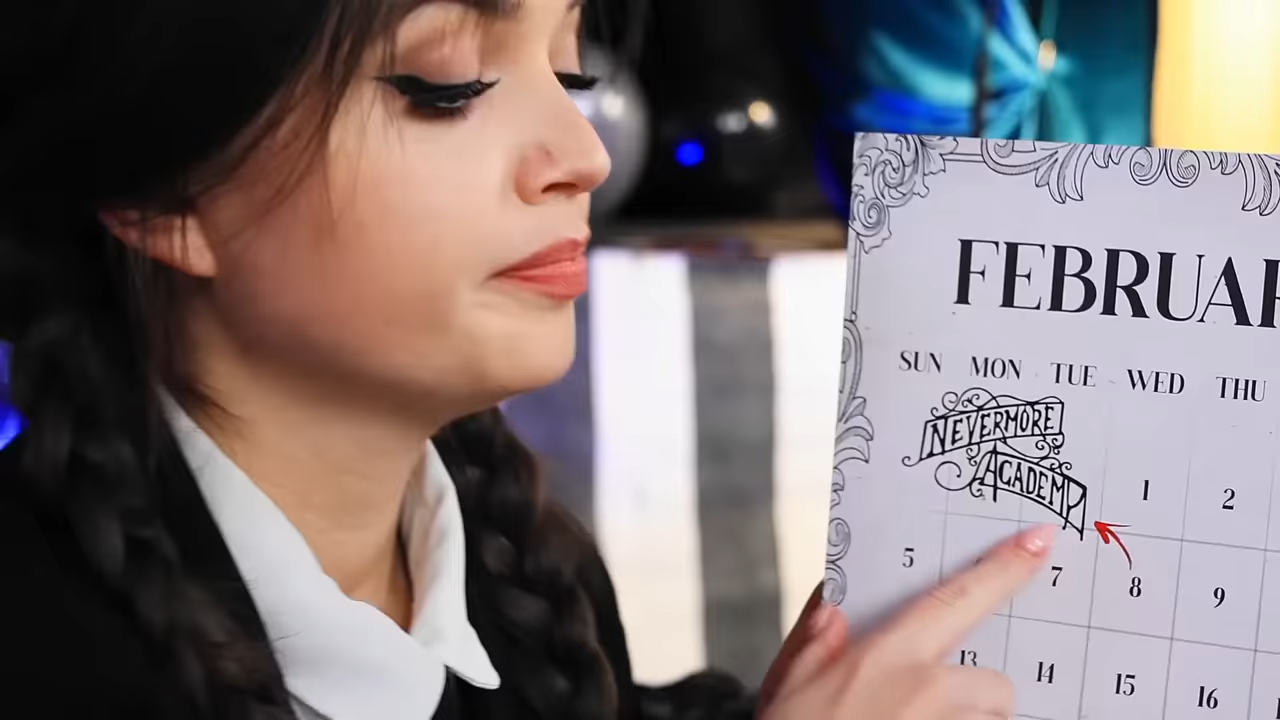 FEBRUAR
SUN MON TUE WED THU
NEVERMORE
ACADEMY
1 2
5 7 8 9
13 14 15 16